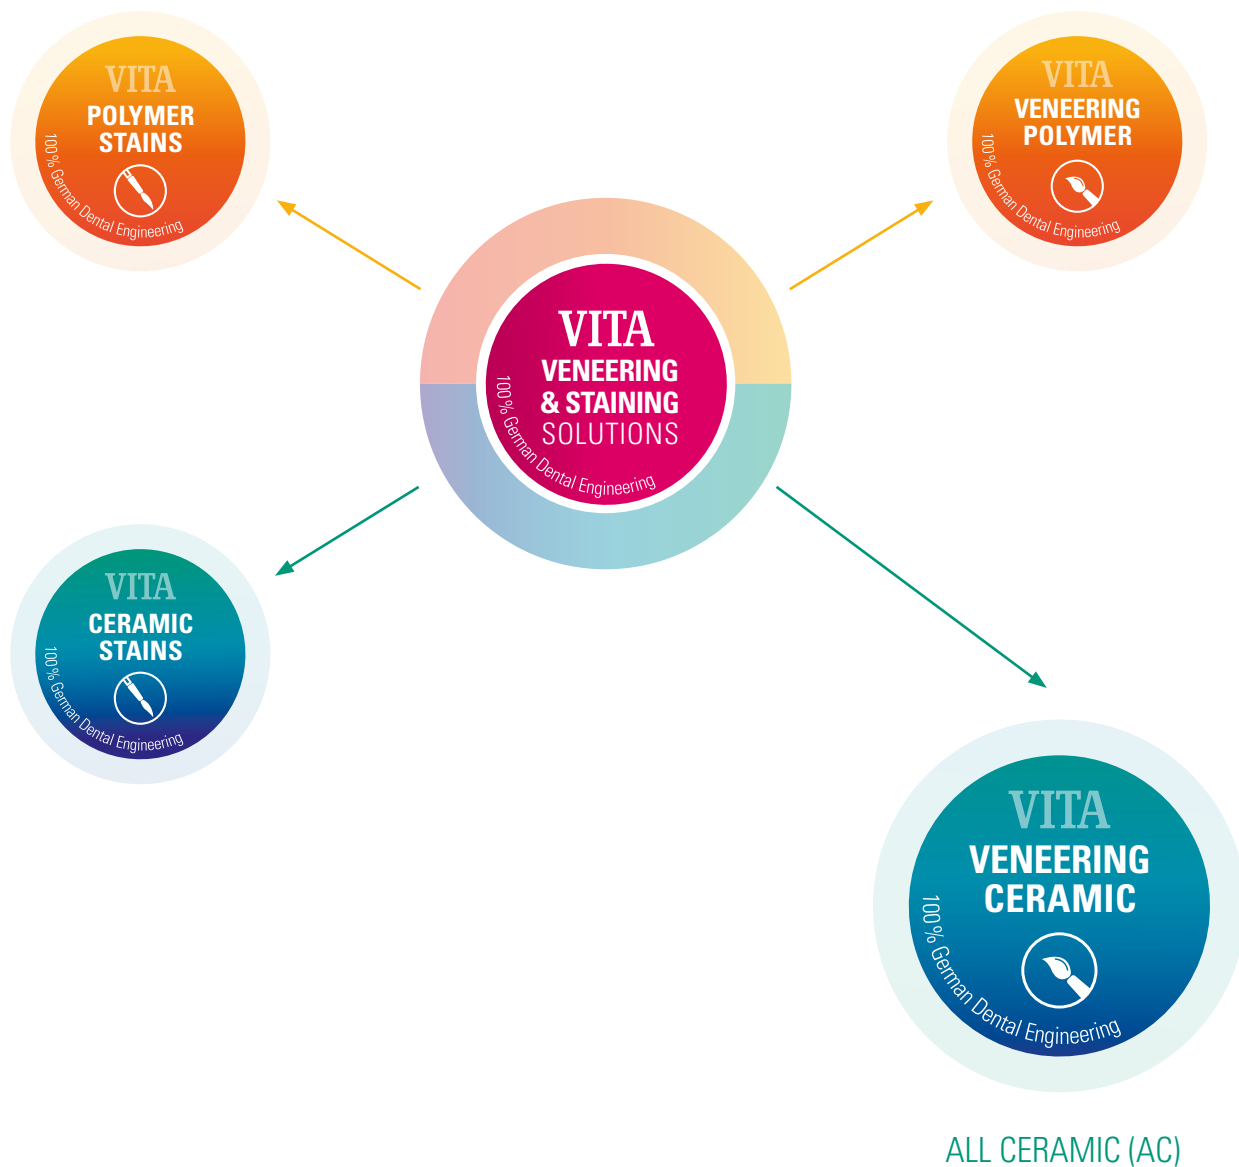 VITA
POLYMER
STAINS
100% German Dental Engineering
VITA
VENEERING
POLYMER
100% German Dental Engineering
VITA
VENEERING
& STAINING
SOLUTIONS
100% German Dental Engineering
VITA
CERAMIC
STAINS
100% German Dental Engineering
VITA
VENEERING
CERAMIC
100% German Dental Engineering
ALL CERAMIC (AC)